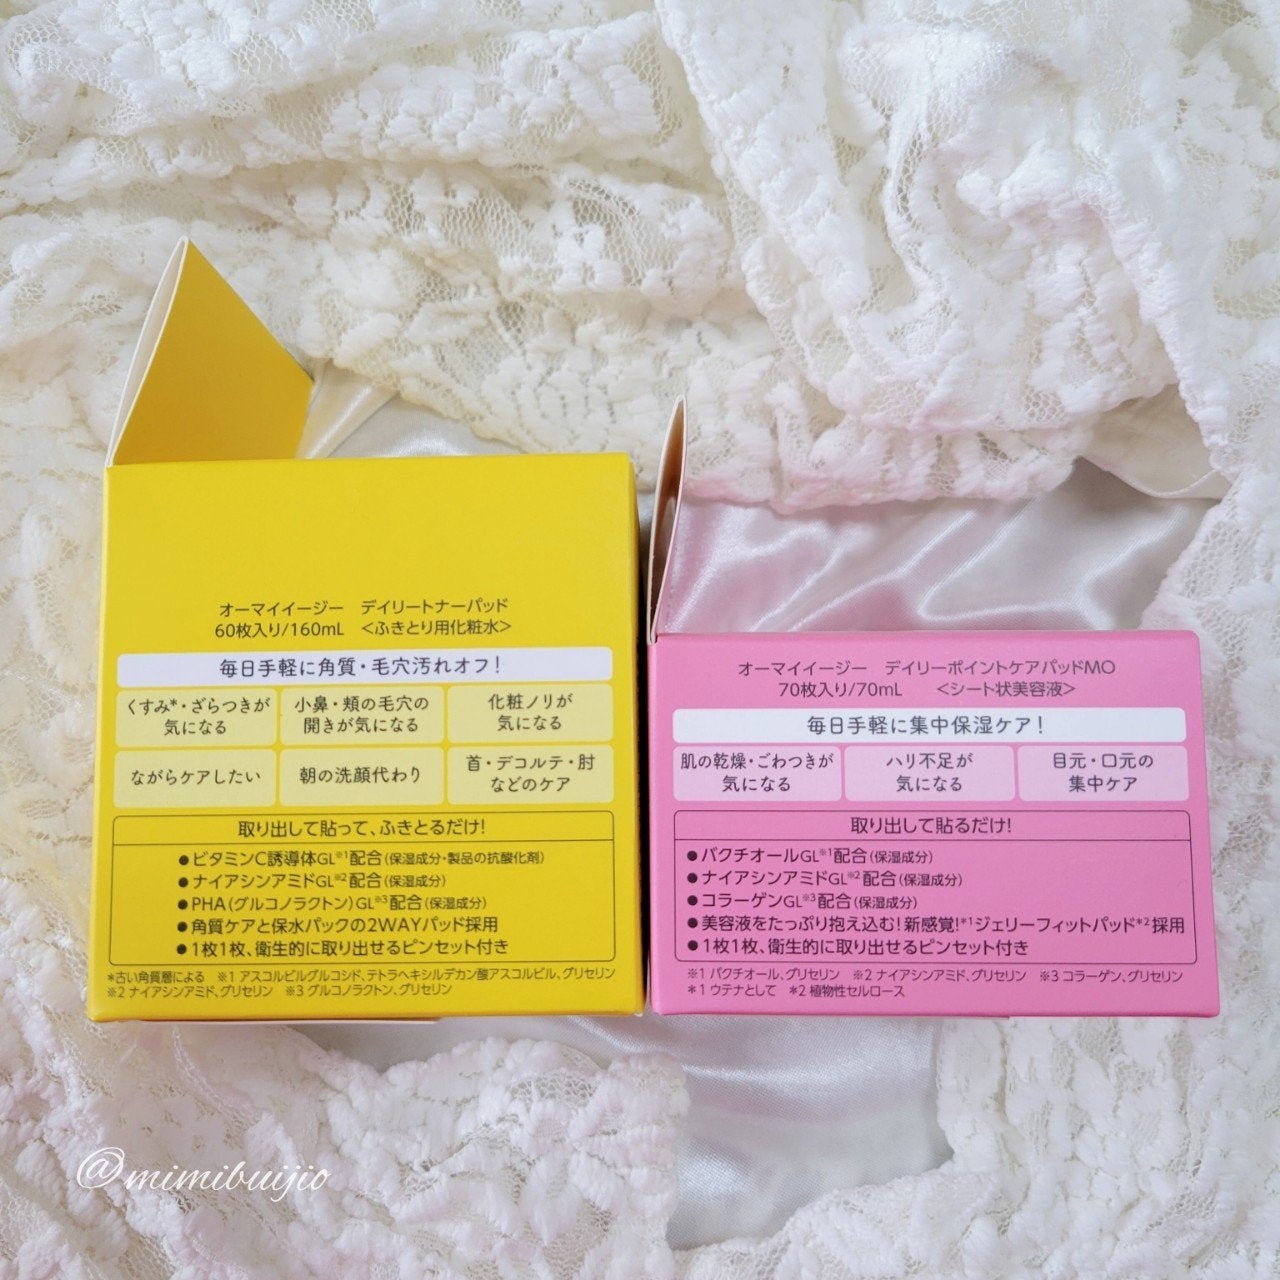 オーマイイージー　デイリートナーパッド
60枚入り/160mL　＜ふきとり用化粧水＞
毎日手軽に角質・毛穴汚れオフ！
くすみ*・ざらつきが
気になる
小鼻・頬の毛穴の
開きが気になる
化粧ノリが
気になる
ながらケアしたい
朝の洗顔代わり
首・デコルテ・肘
などのケア
取り出して貼って、ふきとるだけ！
●ビタミンC誘導体GL※1配合（保湿成分・製品の抗酸化剤）
●ナイアシンアミドGL※2配合（保湿成分）
●PHA（グルコノラクトン）GL※3配合（保湿成分）
●角質ケアと保水パックの2WAYパッド採用
●1枚1枚、衛生的に取り出せるピンセット付き
*古い角質層による　※1 アスコルビルグルコシド、テトラヘキシルデカン酸アスコルビル、グリセリン
※2 ナイアシンアミド、グリセリン　※3 グルコノラクトン、グリセリン
オーマイイージー　デイリーポイントケアパッドMO
70枚入り/70mL　＜シート状美容液＞
毎日手軽に集中保湿ケア！
肌の乾燥・ごわつきが
気になる
ハリ不足が
気になる
目元・口元の
集中ケア
取り出して貼るだけ！
●バクチオールGL※1配合（保湿成分）
●ナイアシンアミドGL※2配合（保湿成分）
●コラーゲンGL※3配合（保湿成分）
●美容液をたっぷり抱え込む！新感覚！*1ジェリーフィットパッド*2採用
●1枚1枚、衛生的に取り出せるピンセット付き
※1 バクチオール、グリセリン　※2 ナイアシンアミド、グリセリン　※3 コラーゲン、グリセリン
*1 ウテナとして　*2 植物性セルロース
@mimibuijio